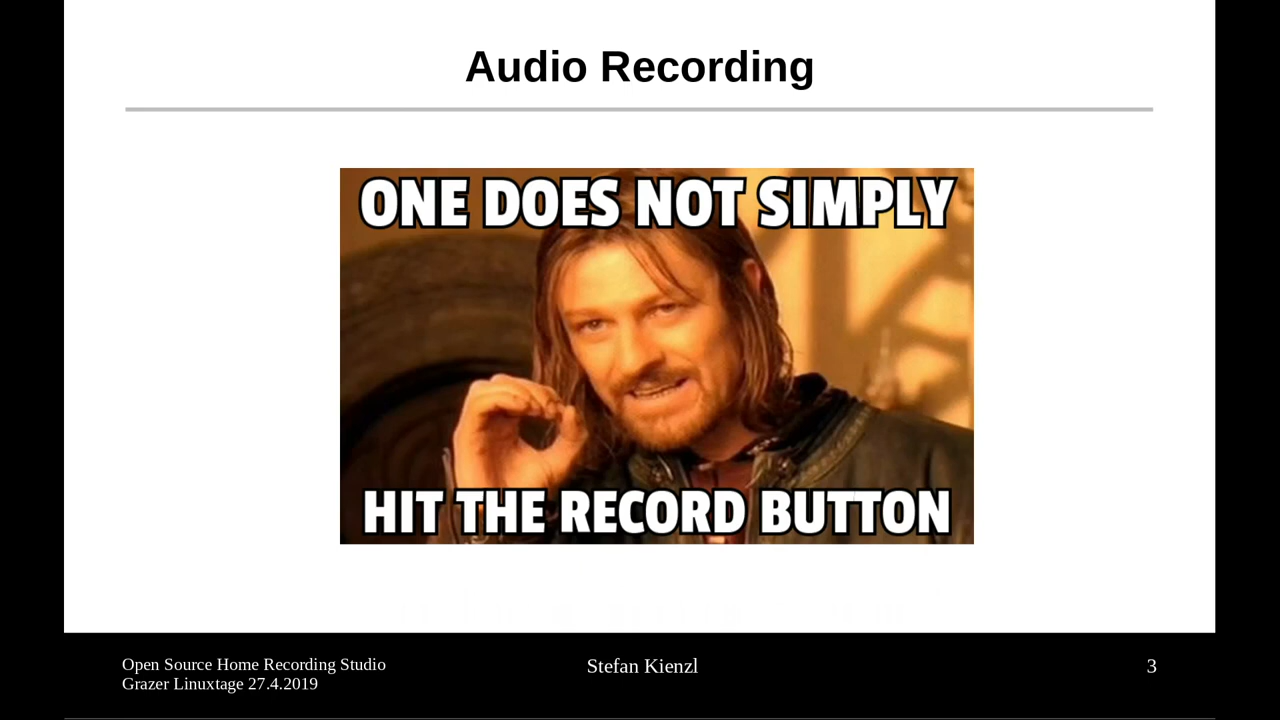 Audio Recording
ONE DOES NOT SIMPLY
HIT THE RECORD BUTTON
Open Source Home Recording Studio
Grazer Linuxtage 27.4.2019
Stefan Kienzl
3